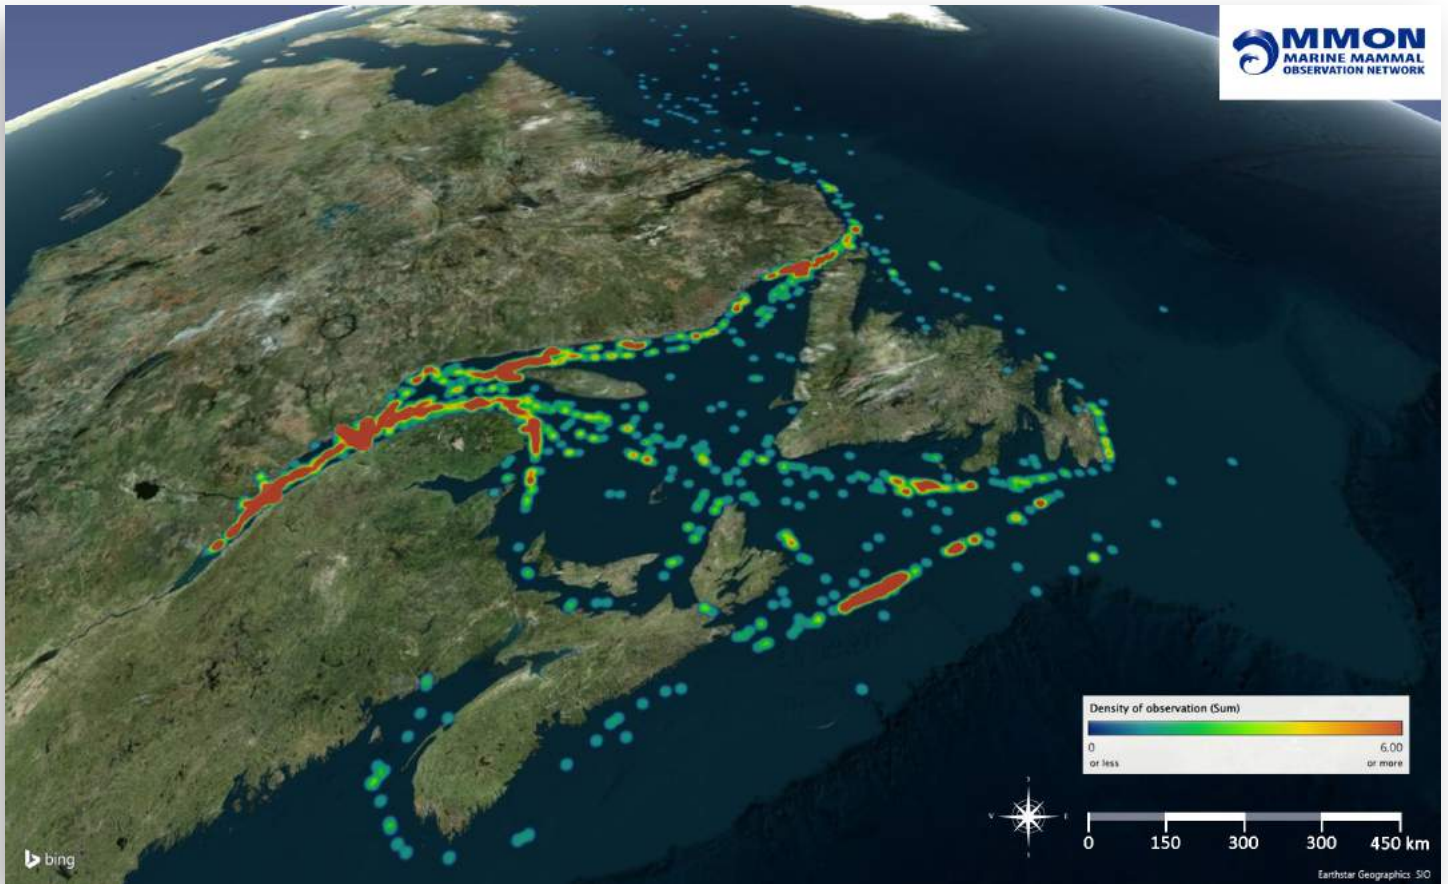 MMON
MARINE MAMMAL
OBSERVATION NETWORK
Density of observation (Sum)
0 6.00
or less or more
0 150 300 300 450 km
bing
Earthstar Geographics SIO